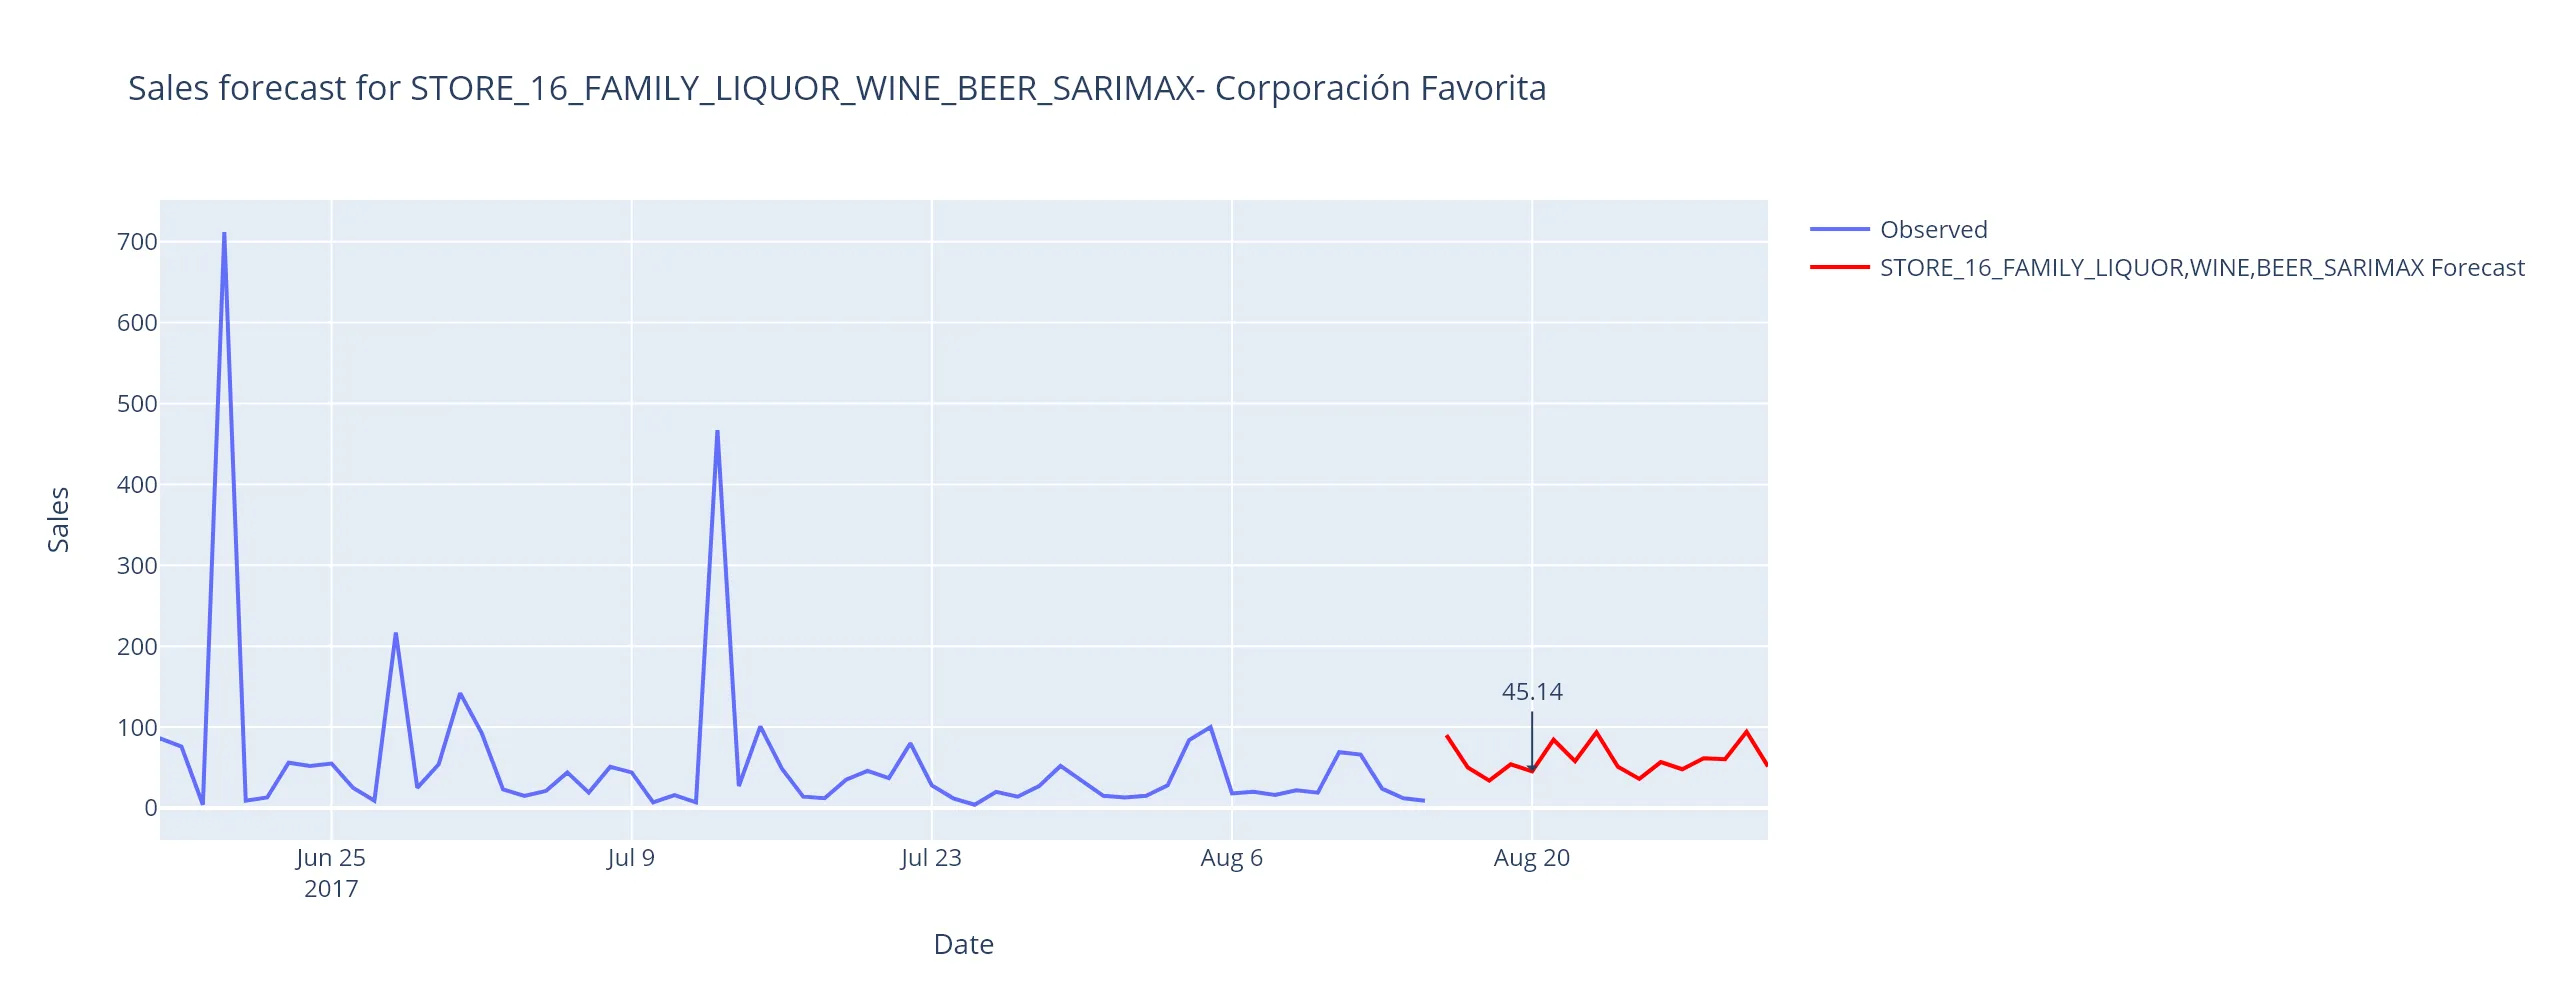 Sales forecast for STORE_16_FAMILY_LIQUOR_WINE_BEER_SARIMAX- Corporación Favorita
Observed
STORE_16_FAMILY_LIQUOR,WINE,BEER_SARIMAX Forecast
700
600
500
400
300
200
100
0
Sales
45.14
Jun 25
2017
Jul 9
Jul 23
Aug 6
Aug 20
Date